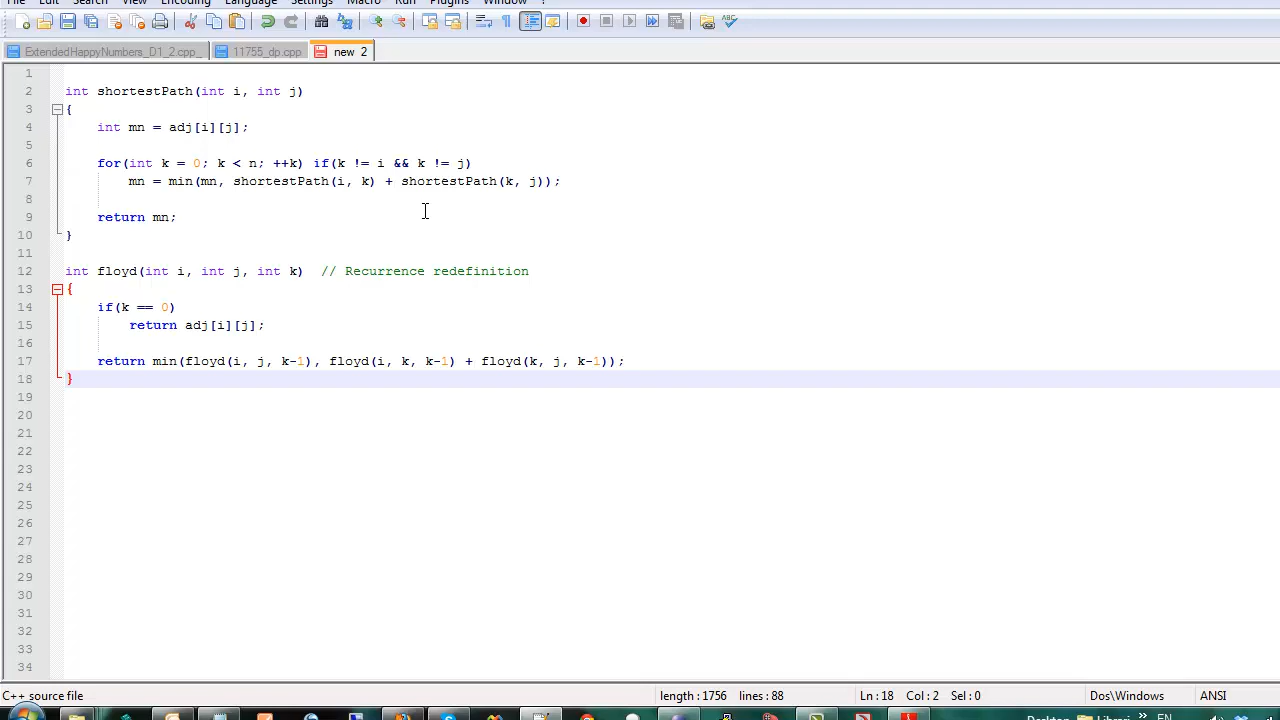 File Edit Search View Encoding Language Settings Macro Run Plugins Window ?
ExtendedHappyNumbers_D1_2.cpp 11755_dp.cpp new 2
1
2 int shortestPath(int i, int j)
3 {
4 int mn = adj[i][j];
5
6 for(int k = 0; k < n; ++k) if(k != i && k != j)
7 mn = min(mn, shortestPath(i, k) + shortestPath(k, j));
8
9 return mn;
10 }
11
12 int floyd(int i, int j, int k) // Recurrence redefinition
13 {
14 if(k == 0)
15 return adj[i][j];
16
17 return min(floyd(i, j, k-1), floyd(i, k, k-1) + floyd(k, j, k-1));
18 }
19
20
21
22
23
24
25
26
27
28
29
30
31
32
33
34
C++ source file length : 1756 lines : 88 Ln : 18 Col : 2 Sel : 0 Dos\Windows ANSI
Desktop Librari » EN